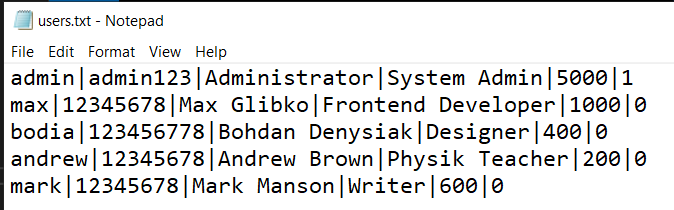 users.txt - Notepad
File Edit Format View Help
admin|admin123|Administrator|System Admin|5000|1
max|12345678|Max Glibko|Frontend Developer|1000|0
bodia|123456778|Bohdan Denysiak|Designer|400|0
andrew|12345678|Andrew Brown|Physik Teacher|200|0
mark|12345678|Mark Manson|Writer|600|0